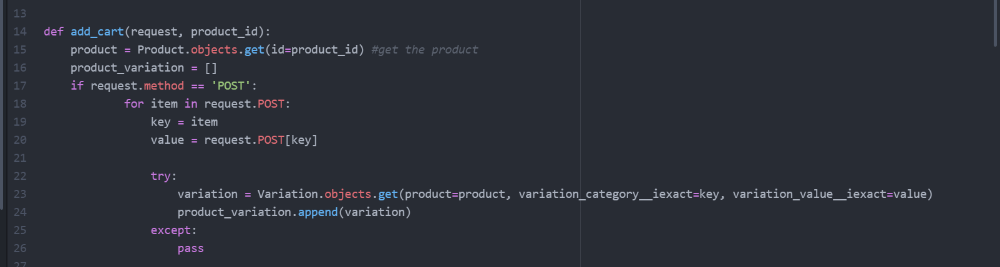 13
14 def add_cart(request, product_id):
15     product = Product.objects.get(id=product_id) #get the product
16     product_variation = []
17     if request.method == 'POST':
18             for item in request.POST:
19                 key = item
20                 value = request.POST[key]
21
22                 try:
23                     variation = Variation.objects.get(product=product, variation_category__iexact=key, variation_value__iexact=value)
24                     product_variation.append(variation)
25                 except:
26                     pass
27